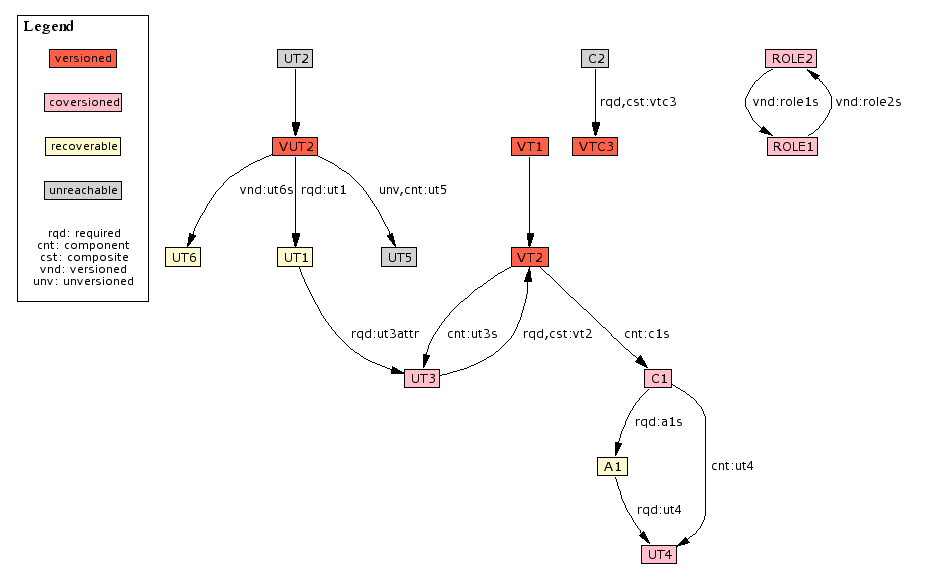 Legend
versioned
coversioned
recoverable
unreachable
rqd: required
cnt: component
cst: composite
vnd: versioned
unv: unversioned
UT2
C2
ROLE2
rqd,cst:vtc3
vnd:role1s
vnd:role2s
VUT2
VT1
VTC3
ROLE1
vnd:ut6s
rqd:ut1
unv,cnt:ut5
UT6
UT1
UT5
VT2
rqd:ut3attr
cnt:ut3s
rqd,cst:vt2
cnt:c1s
UT3
C1
rqd:a1s
A1
cnt:ut4
rqd:ut4
UT4